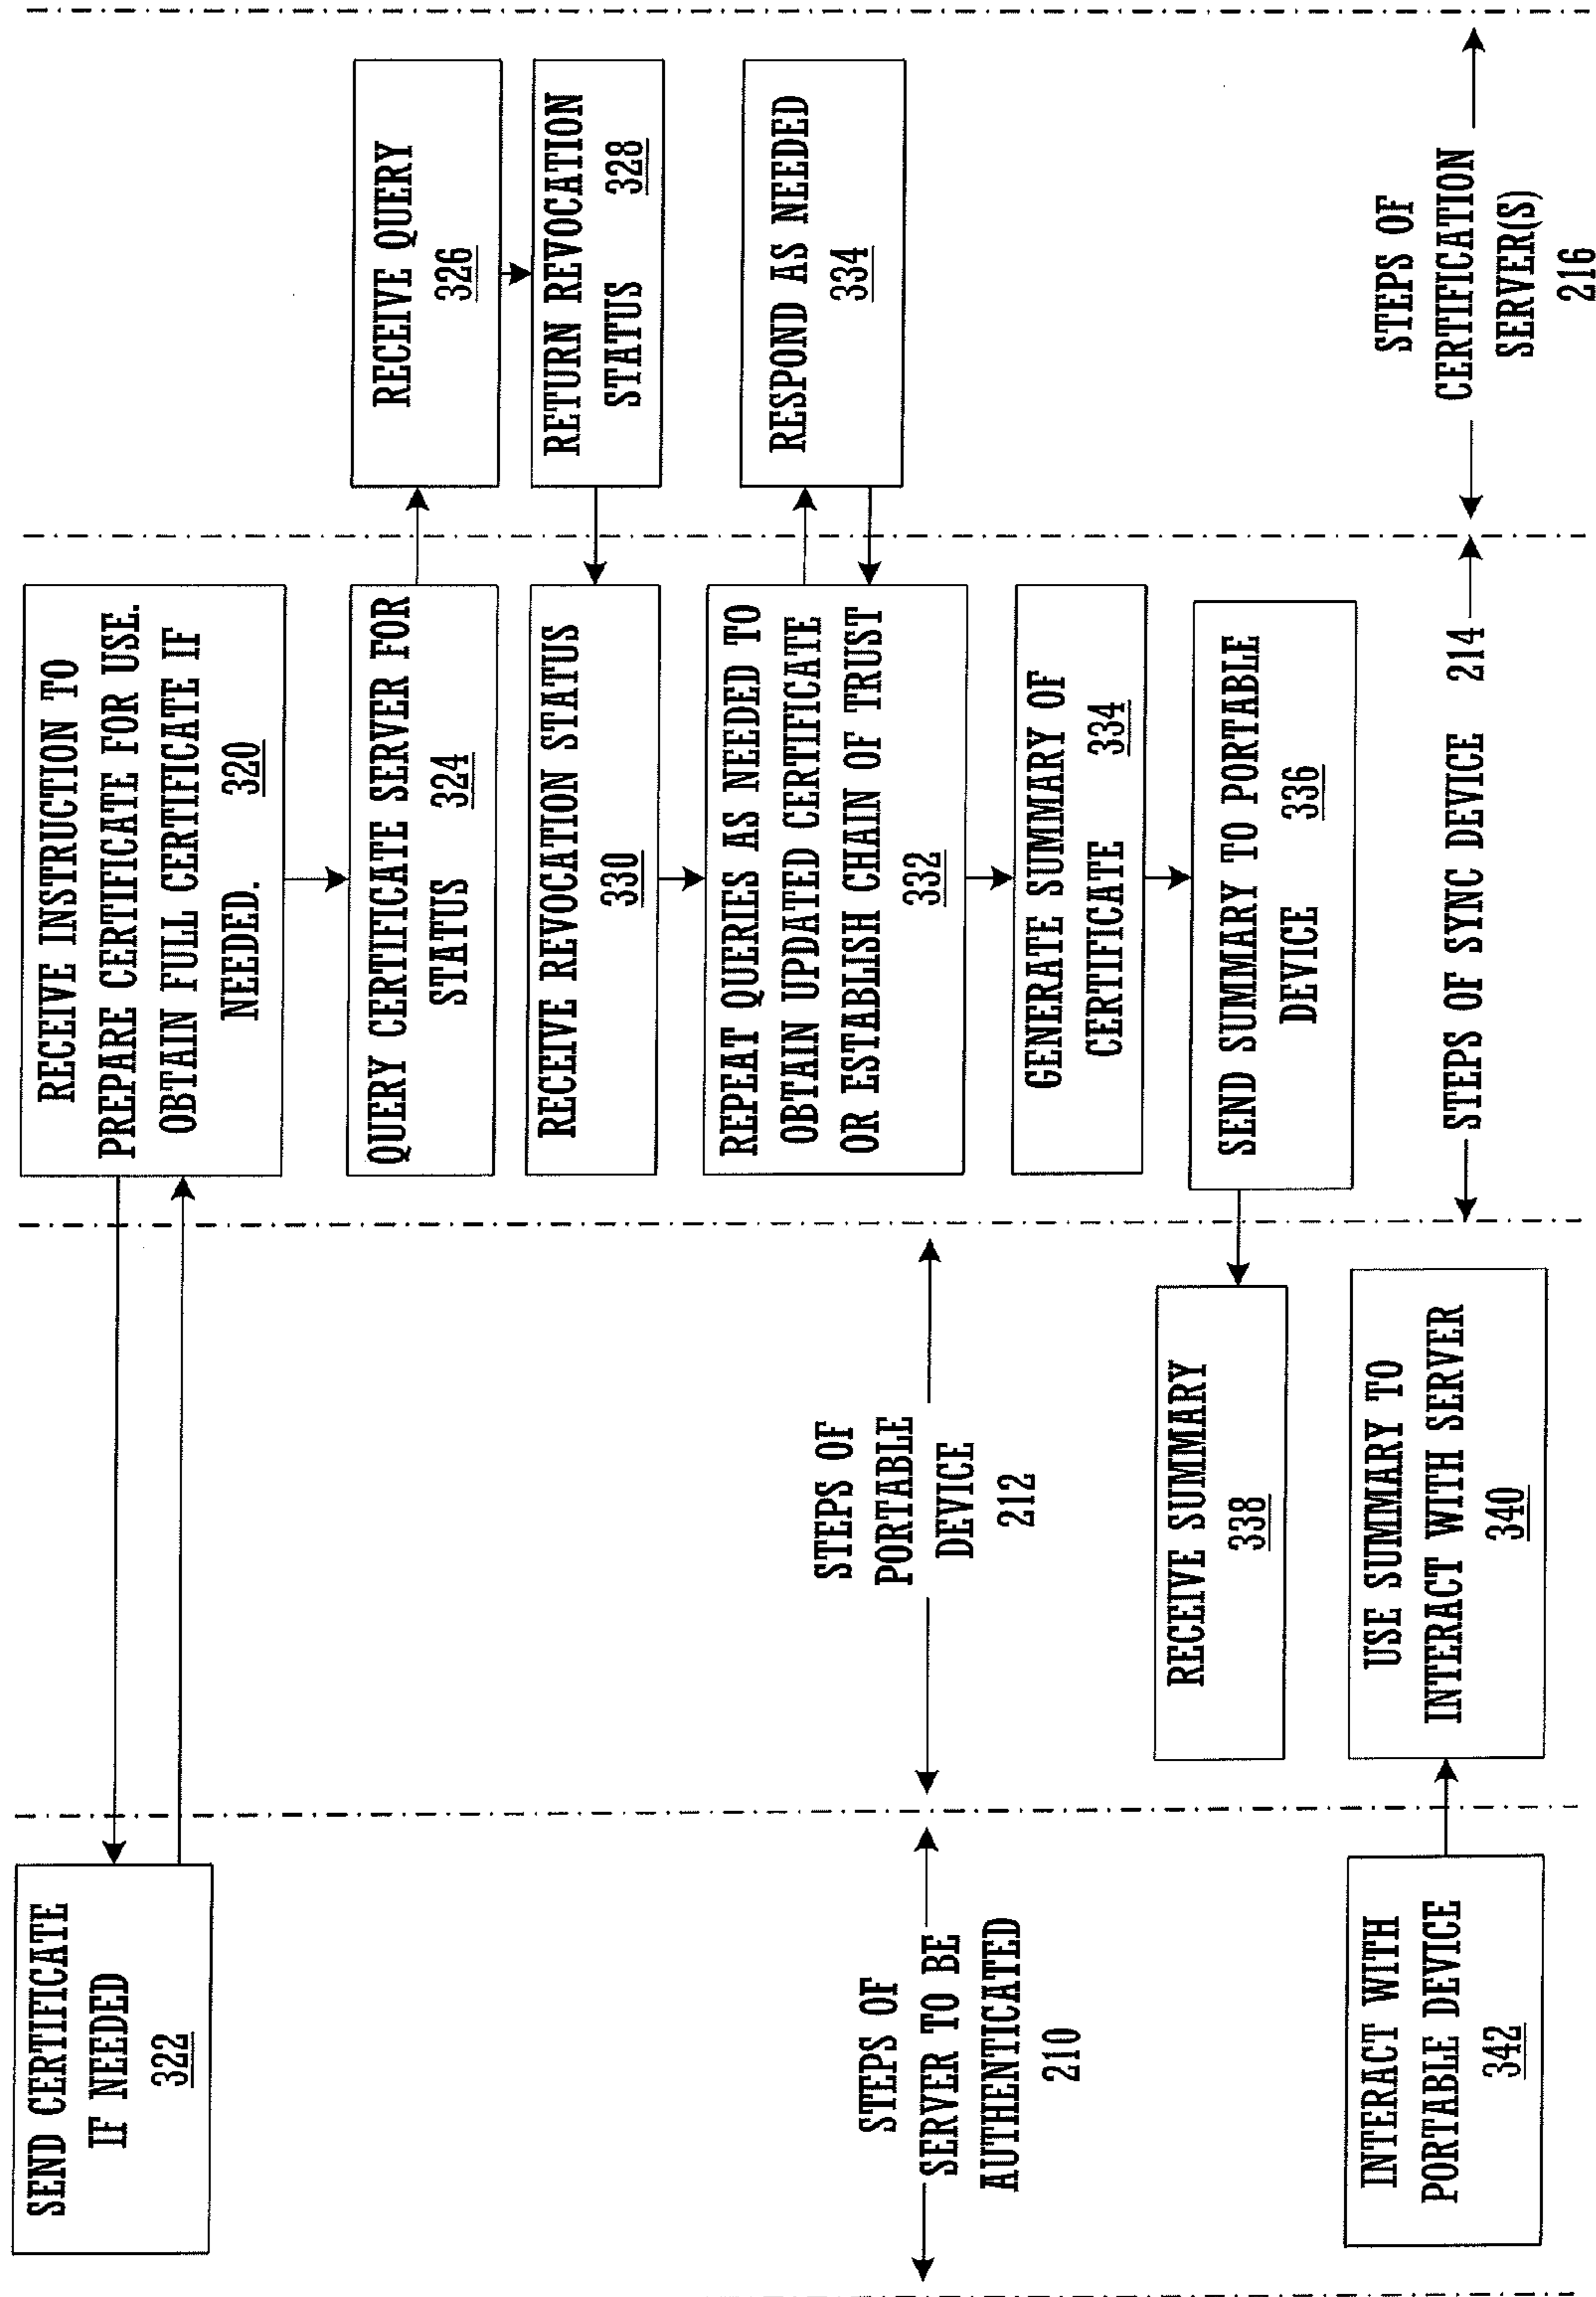 SEND CERTIFICATE
IF NEEDED
322
RECEIVE INSTRUCTION TO
PREPARE CERTIFICATE FOR USE.
OBTAIN FULL CERTIFICATE IF
NEEDED. 320
QUERY CERTIFICATE SERVER FOR
STATUS 324
RECEIVE QUERY
326
RETURN REVOCATION
STATUS 328
RECEIVE REVOCATION STATUS
330
REPEAT QUERIES AS NEEDED TO
OBTAIN UPDATED CERTIFICATE
OR ESTABLISH CHAIN OF TRUST
332
RESPOND AS NEEDED
334
GENERATE SUMMARY OF
CERTIFICATE 334
SEND SUMMARY TO PORTABLE
DEVICE 336
RECEIVE SUMMARY
338
USE SUMMARY TO
INTERACT WITH SERVER
340
INTERACT WITH
PORTABLE DEVICE
342
STEPS OF
SERVER TO BE
AUTHENTICATED
210
STEPS OF
PORTABLE
DEVICE
212
STEPS OF SYNC DEVICE 214
STEPS OF
CERTIFICATION
SERVER(S)
216